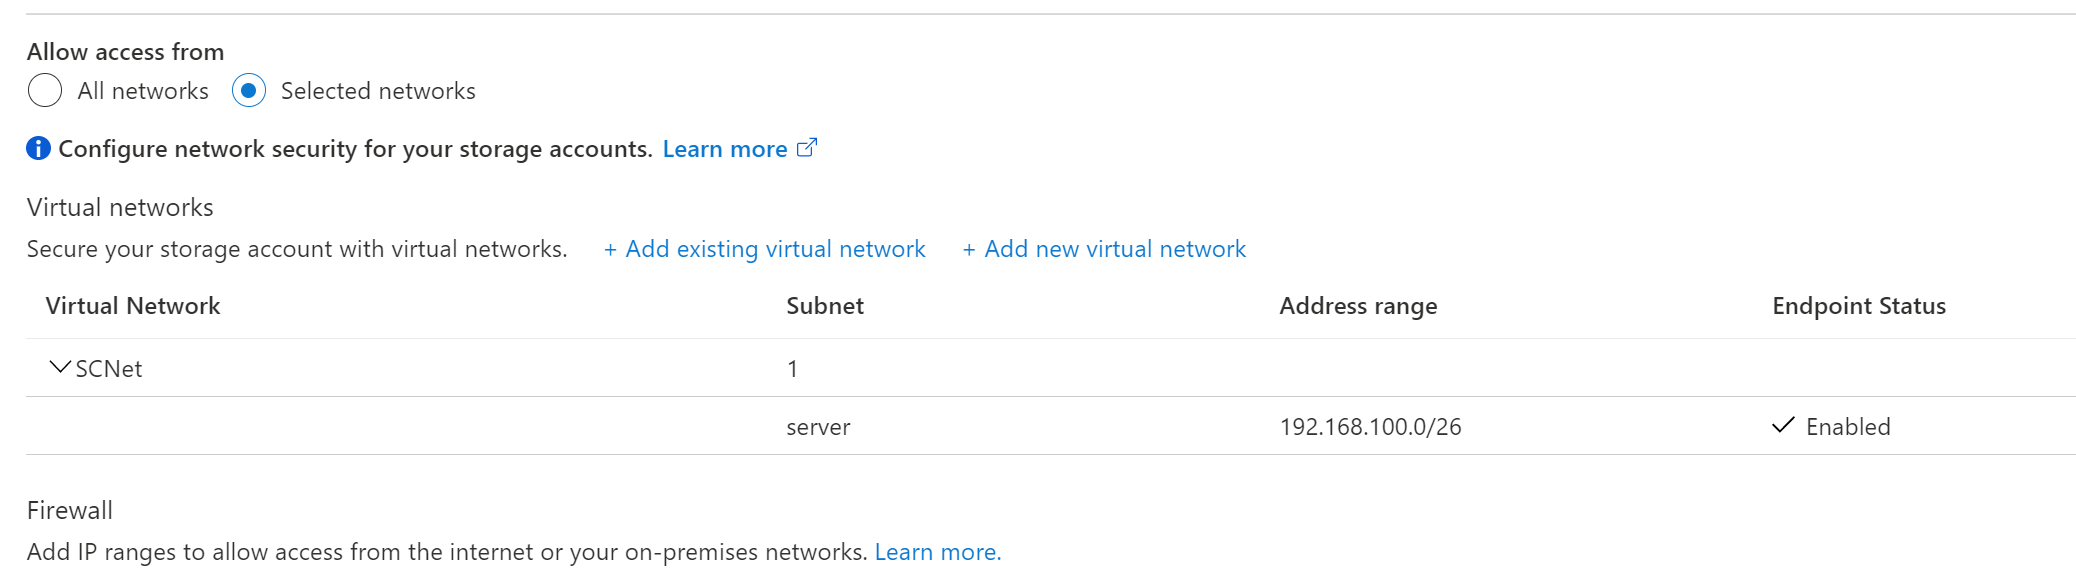 Allow access from
All networks Selected networks
Configure network security for your storage accounts. Learn more
Virtual networks
Secure your storage account with virtual networks. + Add existing virtual network + Add new virtual network
Virtual Network Subnet Address range Endpoint Status
SCNet 1
server 192.168.100.0/26 Enabled
Firewall
Add IP ranges to allow access from the internet or your on-premises networks. Learn more.